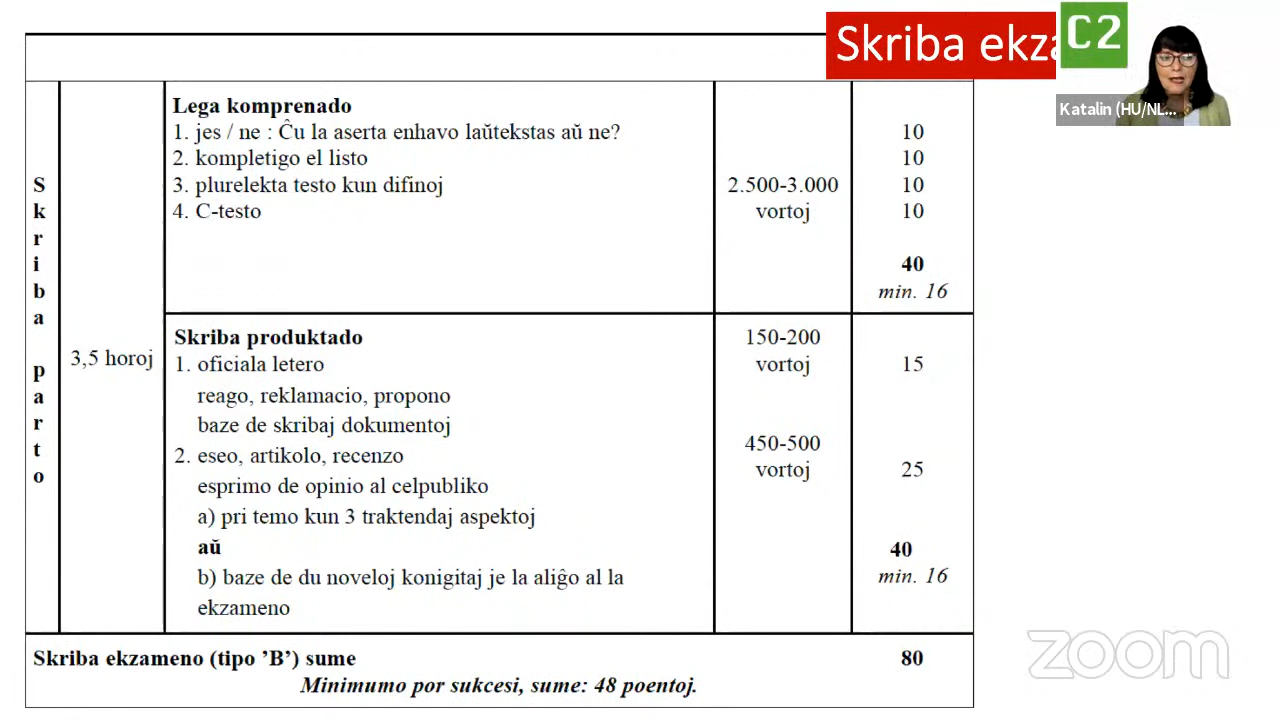 Skriba ekza
C2
Katalin (HU/NL...
Skriba parto
3,5 horoj
Lega komprenado
1. jes / ne : Ĉu la aserta enhavo laŭtekstas aŭ ne?
10
2. kompletigo el listo
10
3. plurelekta testo kun difinoj
10
4. C-testo
10
2.500-3.000
vortoj
40
min. 16
Skriba produktado
1. oficiala letero
reago, reklamacio, propono
baze de skribaj dokumentoj
150-200
vortoj
15
2. eseo, artikolo, recenzo
esprimo de opinio al celpubliko
a) pri temo kun 3 traktendaj aspektoj
aŭ
b) baze de du noveloj konigitaj je la aliĝo al la
ekzameno
450-500
vortoj
25
40
min. 16
Skriba ekzameno (tipo ’B’) sume
80
Minimumo por sukcesi, sume: 48 poentoj.
zoom